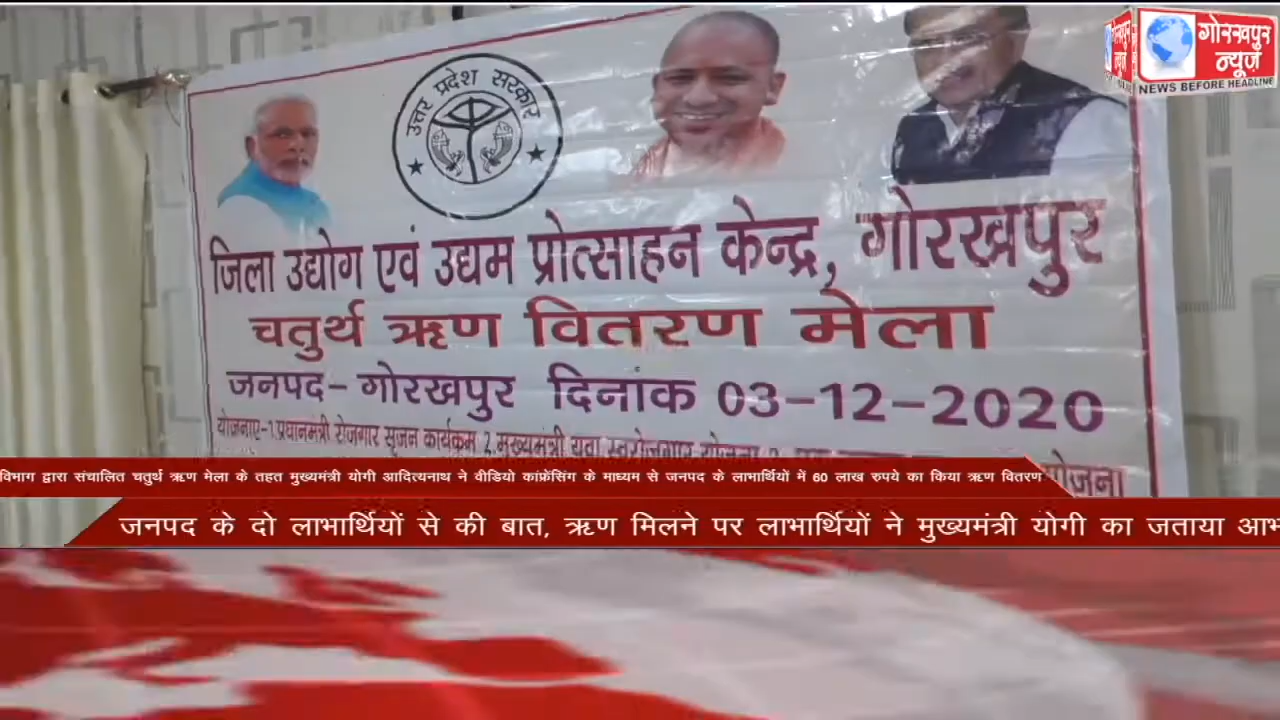 गोरखपुर
न्यूज़
NEWS BEFORE HEADLINE
उत्तर प्रदेश सरकार
जिला उद्योग एवं उद्यम प्रोत्साहन केन्द्र, गोरखपुर
चतुर्थ ऋण वितरण मेला
जनपद- गोरखपुर दिनांक 03-12-2020
योजनाए-1.प्रधानमंत्री रोजगार सृजन कार्यक्रम 2.मुख्यमंत्री युवा स्वरोजगार योजना
विभाग द्वारा संचालित चतुर्थ ऋण मेला के तहत मुख्यमंत्री योगी आदित्यनाथ ने वीडियो कांफ्रेंसिंग के माध्यम से जनपद के लाभार्थियों में 60 लाख रुपये का किया ऋण वितरण
जनपद के दो लाभार्थियों से की बात, ऋण मिलने पर लाभार्थियों ने मुख्यमंत्री योगी का जताया आभ